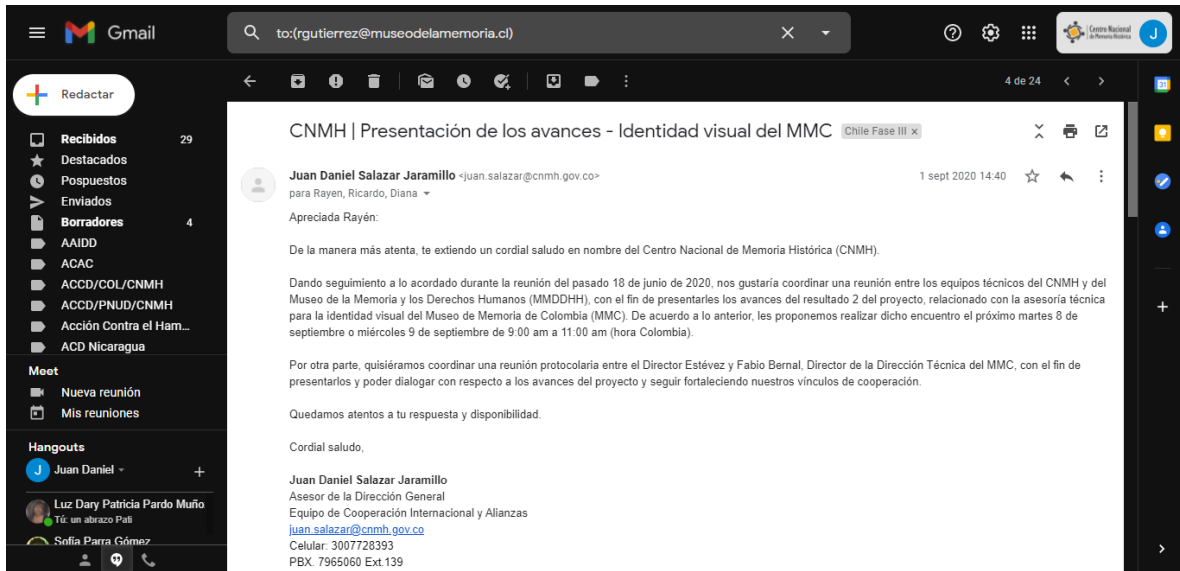 Gmail
to:(rgutierrez@museodelamemoria.cl)
Centro Nacional
de Memoria Histórica
J
Redactar
4 de 24
31
Recibidos 29
Destacados
Pospuestos
Enviados
Borradores 4
AAIDD
ACAC
ACCD/COL/CNMH
ACCD/PNUD/CNMH
Acción Contra el Ham...
ACD Nicaragua
Meet
Nueva reunión
Mis reuniones
Hangouts
J Juan Daniel
Luz Dary Patricia Pardo Muño
Tú: un abrazo Pati
Sofía Parra Gómez
CNMH | Presentación de los avances - Identidad visual del MMC Chile Fase III x
Juan Daniel Salazar Jaramillo <juan.salazar@cnmh.gov.co> 1 sept 2020 14:40
para Rayen, Ricardo, Diana
Apreciada Rayén:
De la manera más atenta, te extiendo un cordial saludo en nombre del Centro Nacional de Memoria Histórica (CNMH).
Dando seguimiento a lo acordado durante la reunión del pasado 18 de junio de 2020, nos gustaría coordinar una reunión entre los equipos técnicos del CNMH y del
Museo de la Memoria y los Derechos Humanos (MMDDHH), con el fin de presentarles los avances del resultado 2 del proyecto, relacionado con la asesoría técnica
para la identidad visual del Museo de Memoria de Colombia (MMC). De acuerdo a lo anterior, les proponemos realizar dicho encuentro el próximo martes 8 de
septiembre o miércoles 9 de septiembre de 9:00 am a 11:00 am (hora Colombia).
Por otra parte, quisiéramos coordinar una reunión protocolaria entre el Director Estévez y Fabio Bernal, Director de la Dirección Técnica del MMC, con el fin de
presentarlos y poder dialogar con respecto a los avances del proyecto y seguir fortaleciendo nuestros vínculos de cooperación.
Quedamos atentos a tu respuesta y disponibilidad.
Cordial saludo,
Juan Daniel Salazar Jaramillo
Asesor de la Dirección General
Equipo de Cooperación Internacional y Alianzas
juan.salazar@cnmh.gov.co
Celular: 3007728393
PBX. 7965060 Ext.139